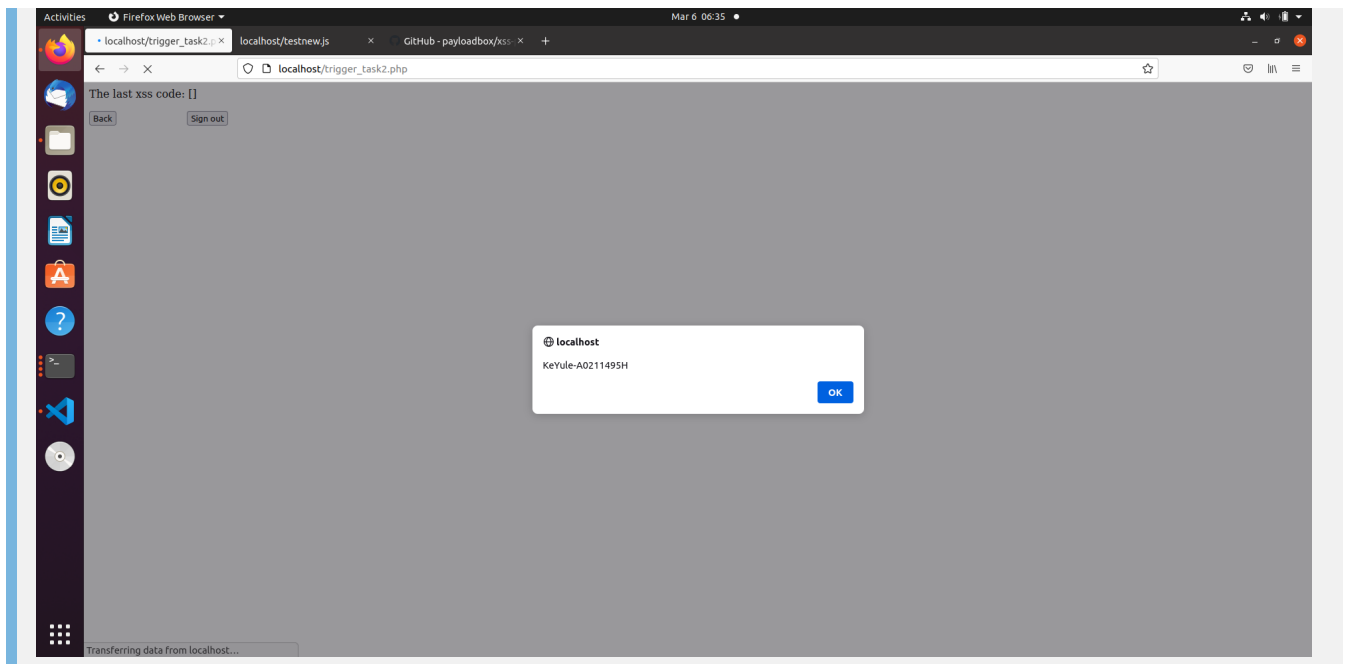 Activities Firefox Web Browser Mar 6 06:35
localhost/trigger_task2.p localhost/testnew.js GitHub - payloadbox/xss-
localhost/trigger_task2.php
The last xss code: []
Back Sign out
localhost
KeYule-A0211495H
OK
Transferring data from localhost...